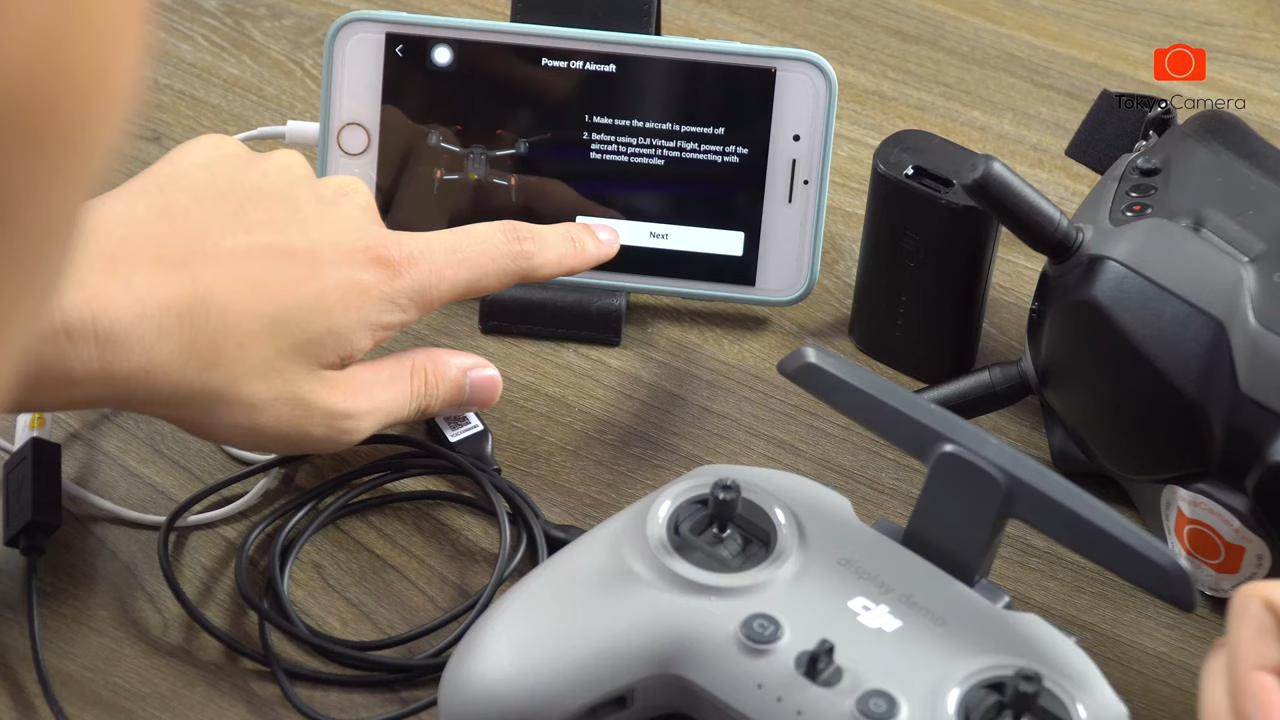 TokyoCamera
Power Off Aircraft
1. Make sure the aircraft is powered off
2. Before using DJI Virtual Flight, power off the
aircraft to prevent it from connecting with
the remote controller
Next
display demo
dji